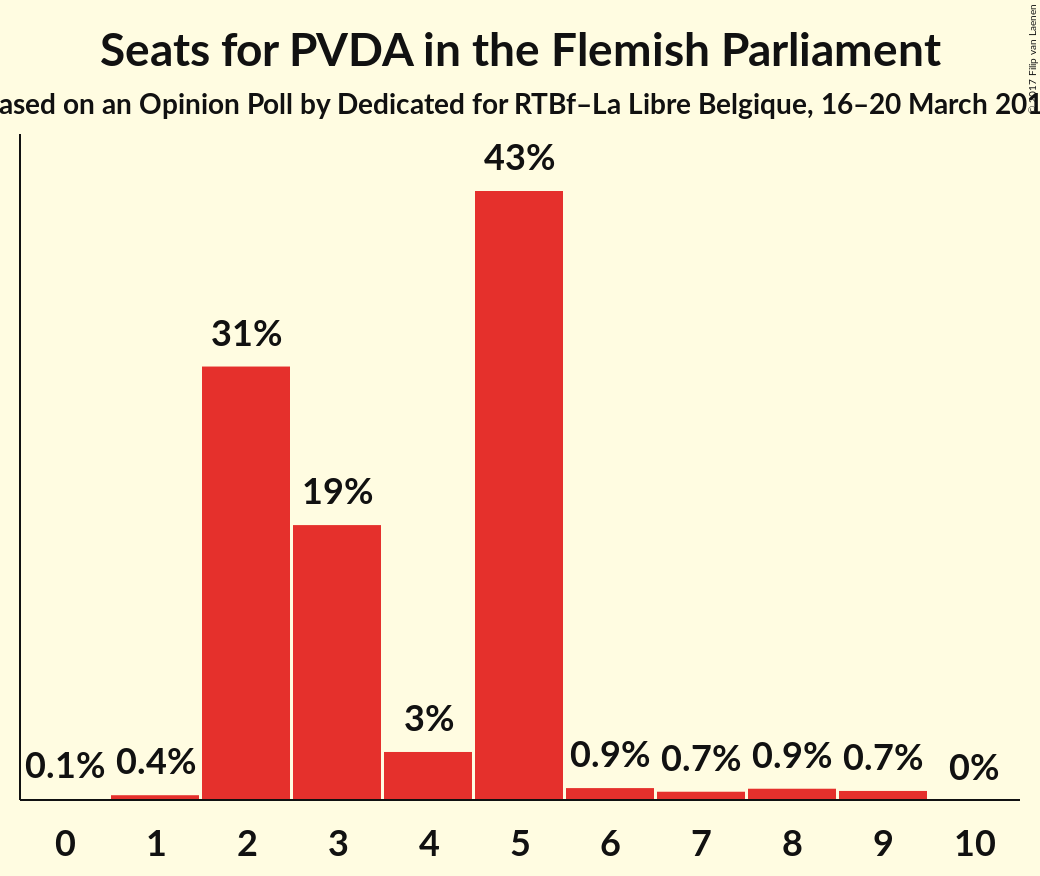 Seats for PVDA in the Flemish Parliament
ased on an Opinion Poll by Dedicated for RTBf–La Libre Belgique, 16–20 March 201
© 2017 Filip van Laenen
43%
31%
19%
3%
0.1% 0.4% 0.9% 0.7% 0.9% 0.7% 0%
0 1 2 3 4 5 6 7 8 9 10